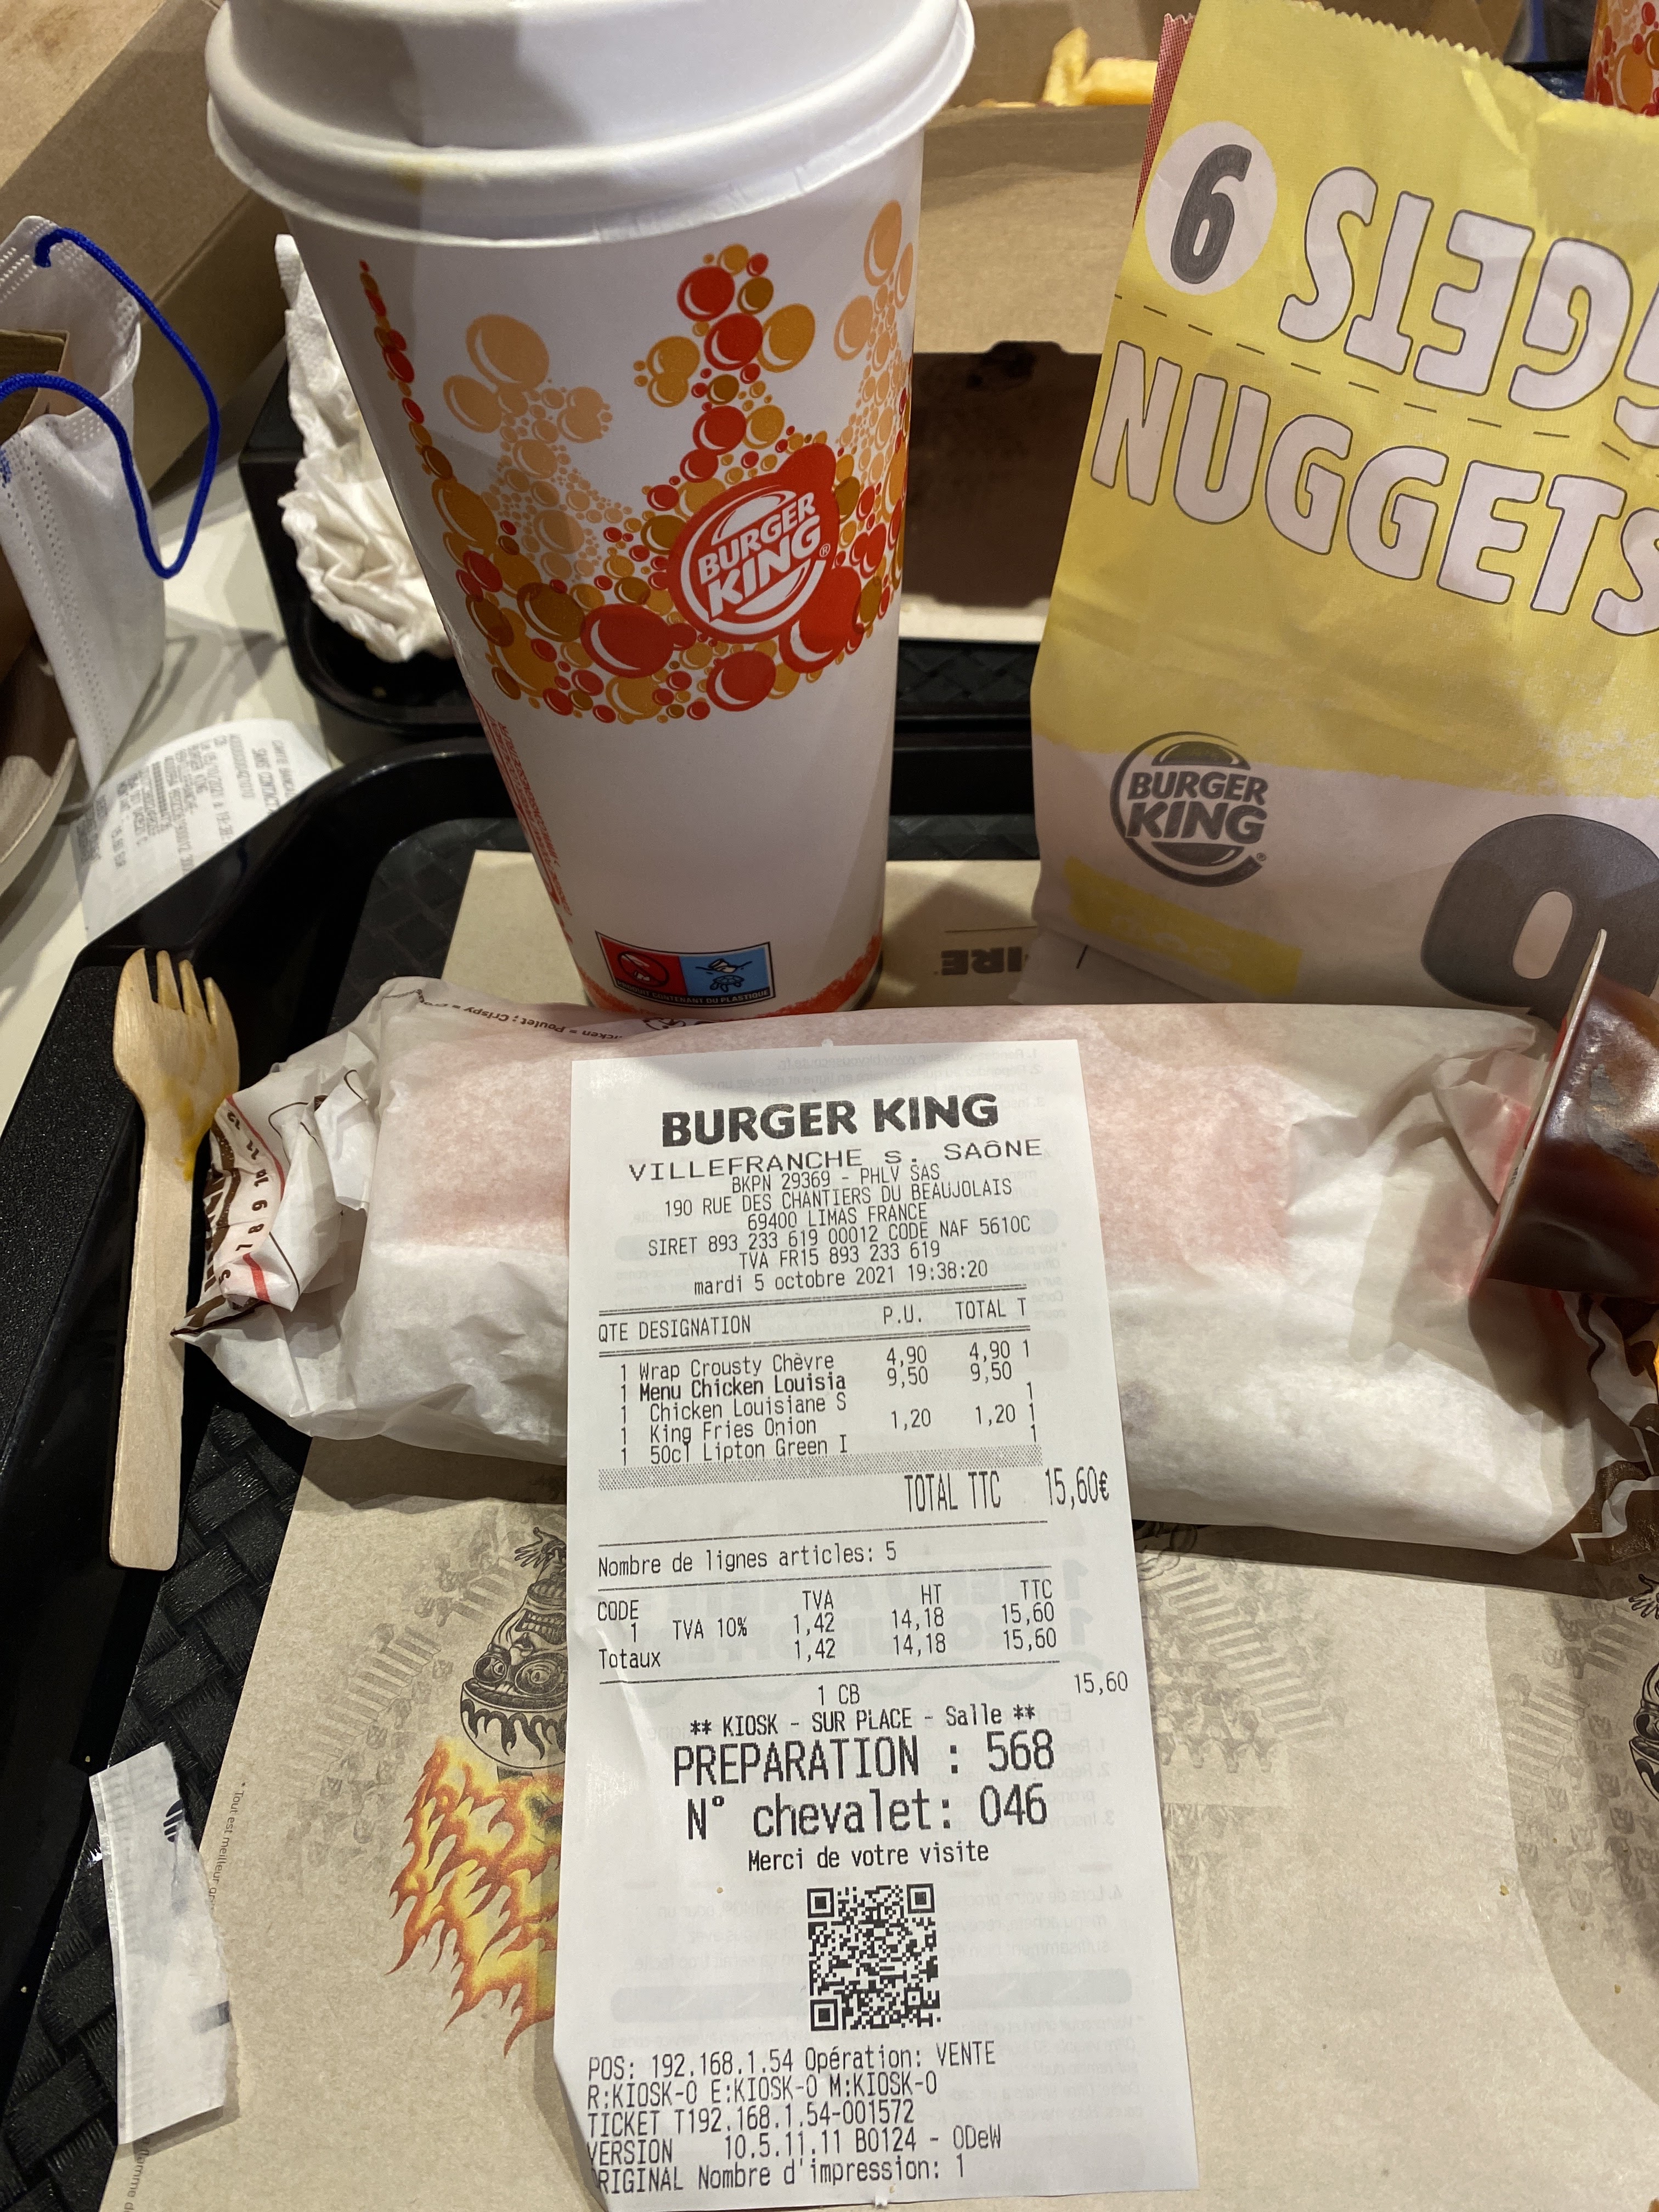 BURGER
KING
PRODUIT CONTENANT DU PLASTIQUE
6
NUGGETS
BURGER
KING
BURGER KING
VILLEFRANCHE S. SAôNE
BKPN 29369 - PHLV SAS
190 RUE DES CHANTIERS DU BEAUJOLAIS
69400 LIMAS FRANCE
SIRET 893 233 619 00012 CODE NAF 5610C
TVA FR15 893 233 619
mardi 5 octobre 2021 19:38:20
QTE DESIGNATION P.U. TOTAL T
1 Wrap Crousty Chèvre 4,90 4,90 1
1 Menu Chicken Louisia 9,50 9,50
1 Chicken Louisiane S 1
1 King Fries Onion 1,20 1,20 1
1 50cl Lipton Green I 1
TOTAL TTC 15,60€
Nombre de lignes articles: 5
CODE TVA HT TTC
1 TVA 10% 1,42 14,18 15,60
Totaux 1,42 14,18 15,60
1 CB 15,60
** KIOSK - SUR PLACE - Salle **
PREPARATION : 568
N° chevalet: 046
Merci de votre visite
POS: 192.168.1.54 Opération: VENTE
R:KIOSK-0 E:KIOSK-0 M:KIOSK-0
TICKET T192.168.1.54-001572
VERSION 10.5.11.11 B0124 - ODeW
RIGINAL Nombre d'impression: 1
* Tout est meilleur